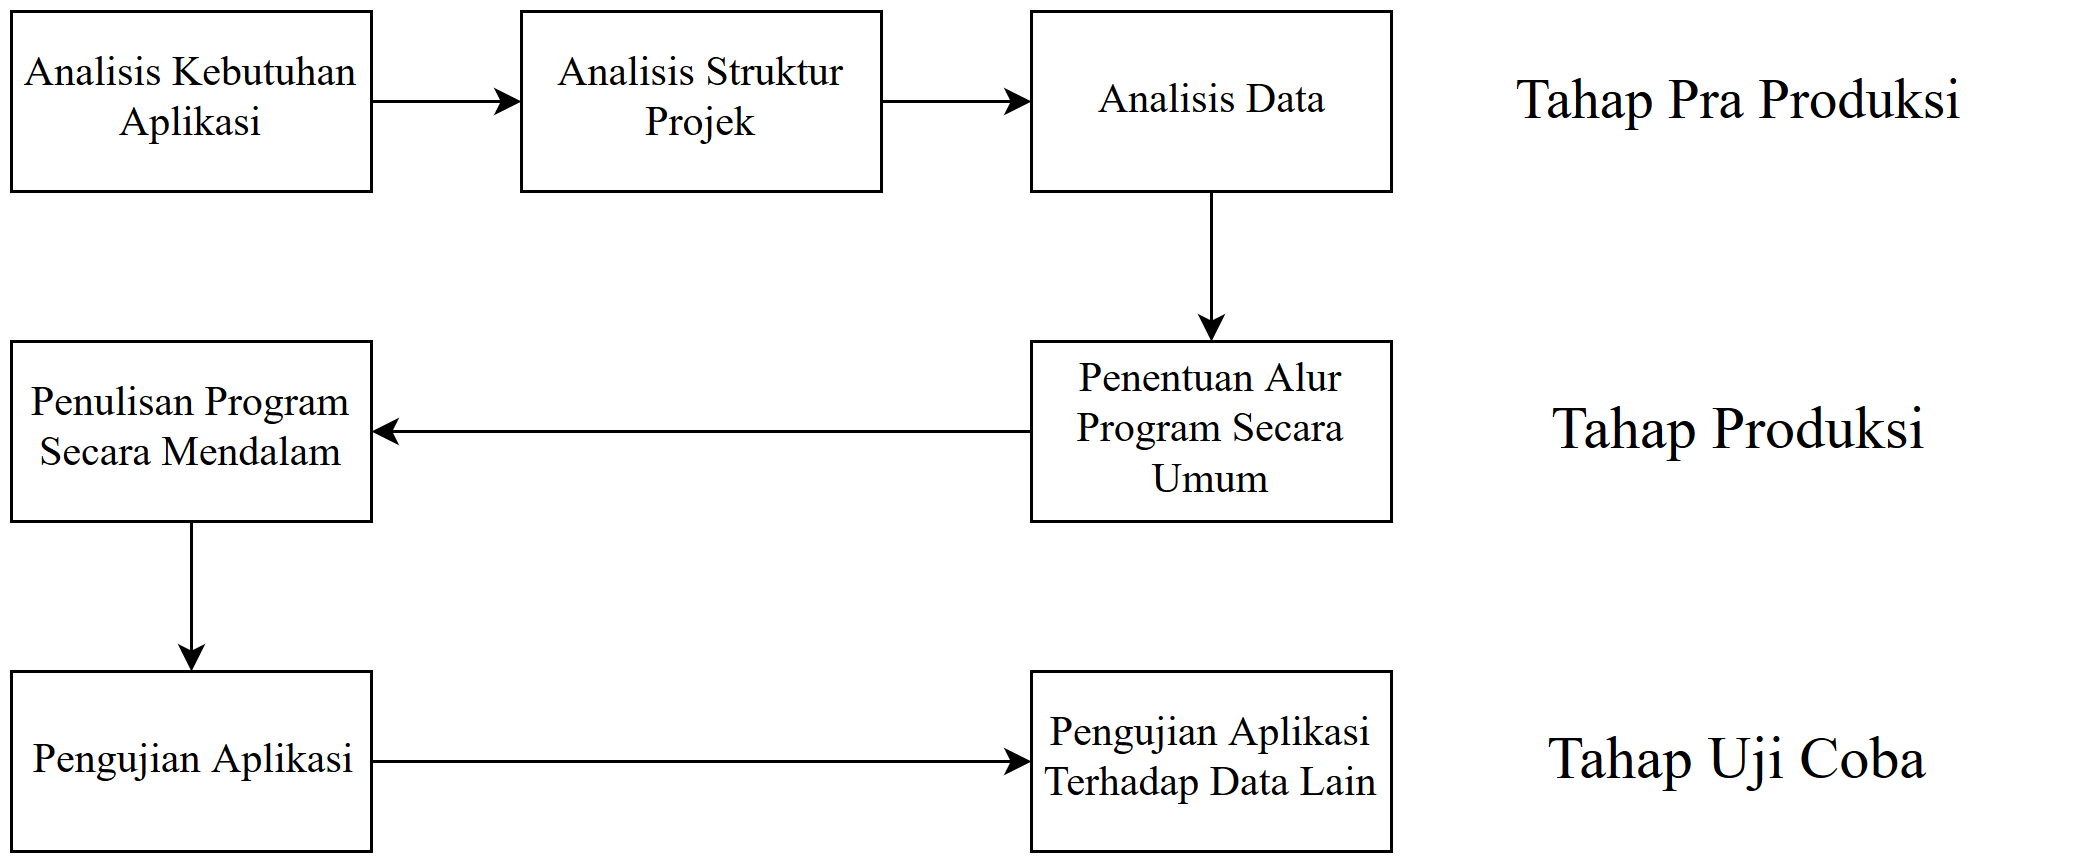 Analisis Kebutuhan
Aplikasi
Analisis Struktur
Projek
Analisis Data
Tahap Pra Produksi
Penulisan Program
Secara Mendalam
Penentuan Alur
Program Secara
Umum
Tahap Produksi
Pengujian Aplikasi
Pengujian Aplikasi
Terhadap Data Lain
Tahap Uji Coba